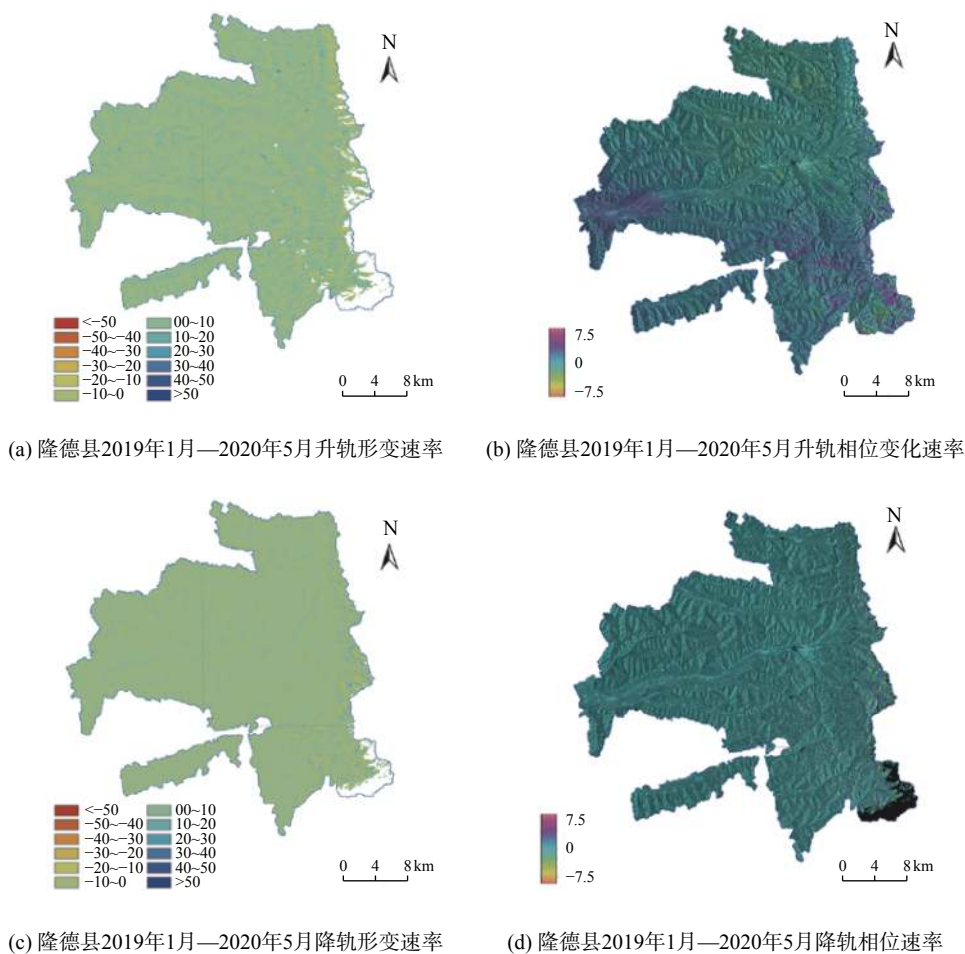 N
<−50 00~10
−50~−40 10~20
−40~−30 20~30
−30~−20 30~40
−20~−10 40~50
−10~0 >50
0 4 8 km
N
7.5
0
−7.5
0 4 8 km
(a) 隆德县2019年1月—2020年5月升轨形变速率
(b) 隆德县2019年1月—2020年5月升轨相位变化速率
N
<−50 00~10
−50~−40 10~20
−40~−30 20~30
−30~−20 30~40
−20~−10 40~50
−10~0 >50
0 4 8 km
N
7.5
0
−7.5
0 4 8 km
(c) 隆德县2019年1月—2020年5月降轨形变速率
(d) 隆德县2019年1月—2020年5月降轨相位速率